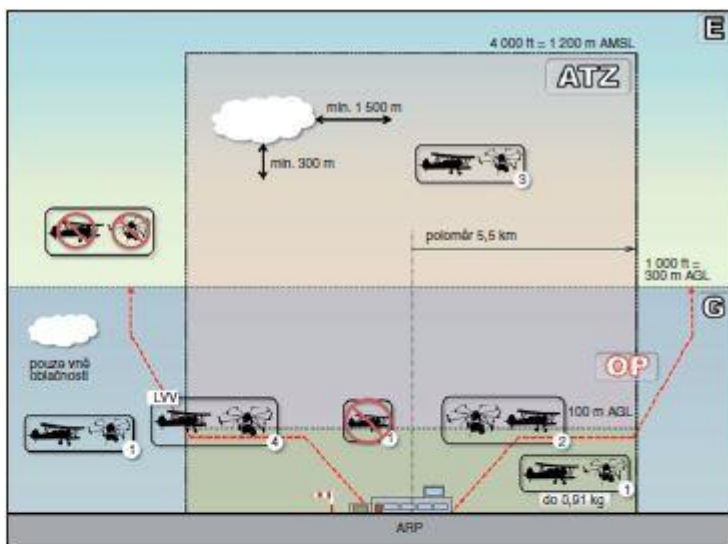 4 000 ft = 1 200 m AMSL
E
ATZ
min. 1 500 m
min. 300 m
3
poloměr 5,5 km
1 000 ft =
300 m AGL
G
pouze vně
oblačnosti
OP
LVV
100 m AGL
1
4
1
2
1
do 0,91 kg
ARP